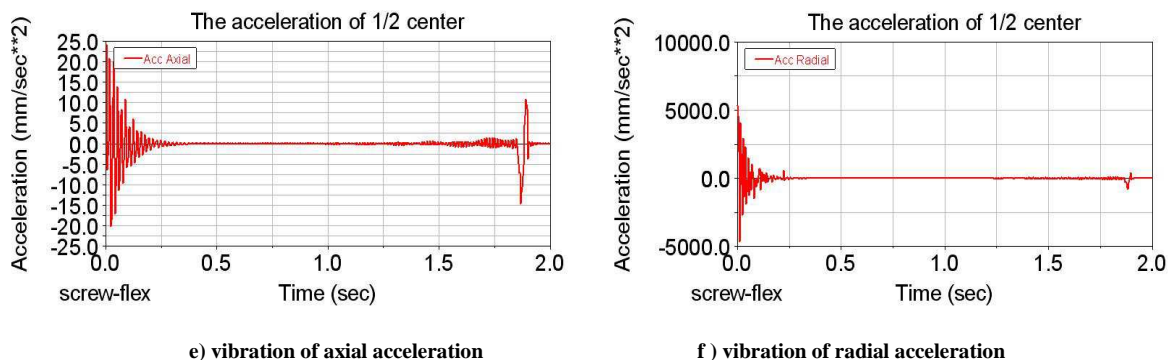 The acceleration of 1/2 center
Acceleration (mm/sec**2)
25.0
20.0
15.0
10.0
5.0
0.0
-5.0
-10.0
-15.0
-20.0
-25.0
Acc Axial
0.0 0.5 1.0 1.5 2.0
screw-flex Time (sec)
e) vibration of axial acceleration
The acceleration of 1/2 center
Acceleration (mm/sec**2)
10000.0
5000.0
0.0
-5000.0
Acc Radial
0.0 0.5 1.0 1.5 2.0
screw-flex Time (sec)
f ) vibration of radial acceleration